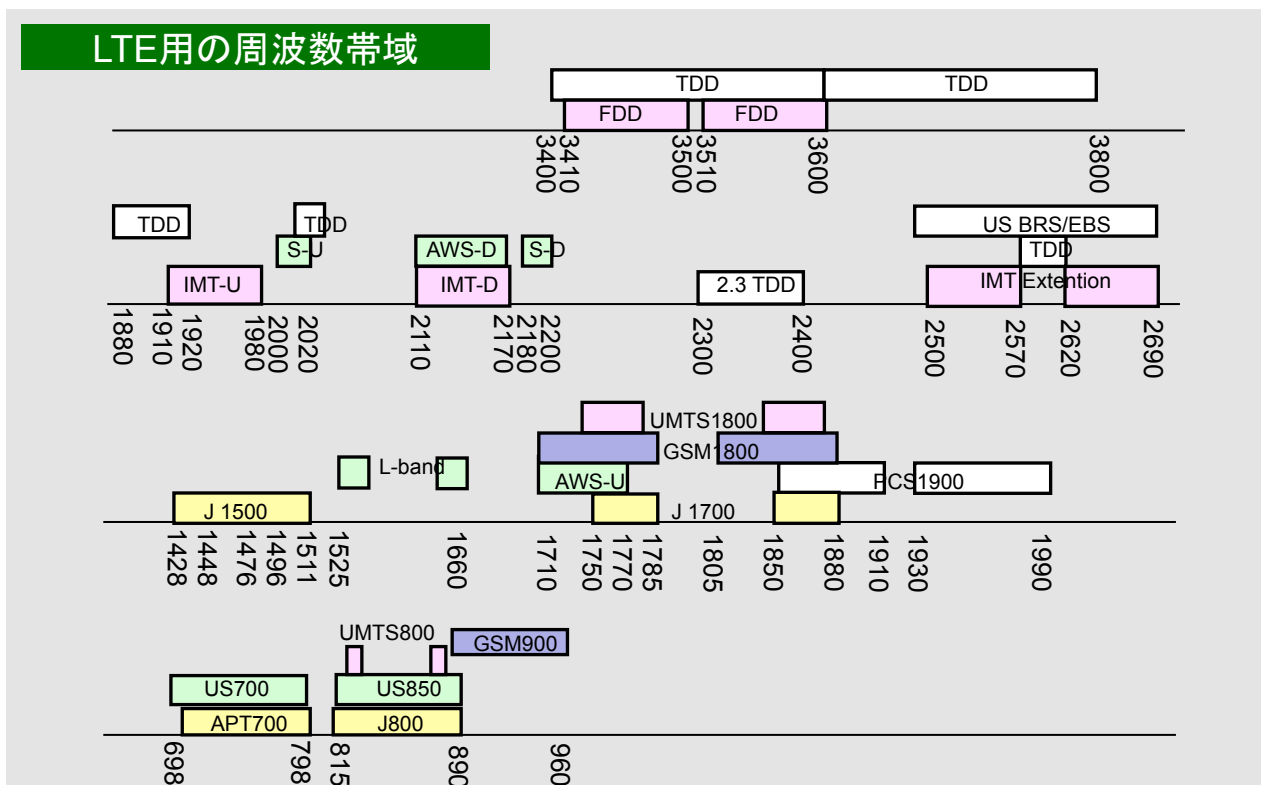 LTE用の周波数帯域
TDD TDD
FDD FDD
3400 3410 3500 3510 3600 3800
TDD TDD US BRS/EBS
S-U AWS-D S-D TDD
IMT-U IMT-D 2.3 TDD IMT Extention
1880 1910 1920 1980 2000 2020 2110 2170 2180 2200 2300 2400 2500 2570 2620 2690
UMTS1800
GSM1800
L-band AWS-U PCS1900
J 1500 J 1700
1428 1448 1476 1496 1511 1525 1660 1710 1750 1770 1785 1805 1850 1880 1910 1930 1990
UMTS800 GSM900
US700 US850
APT700 J800
698 798 815 890 960